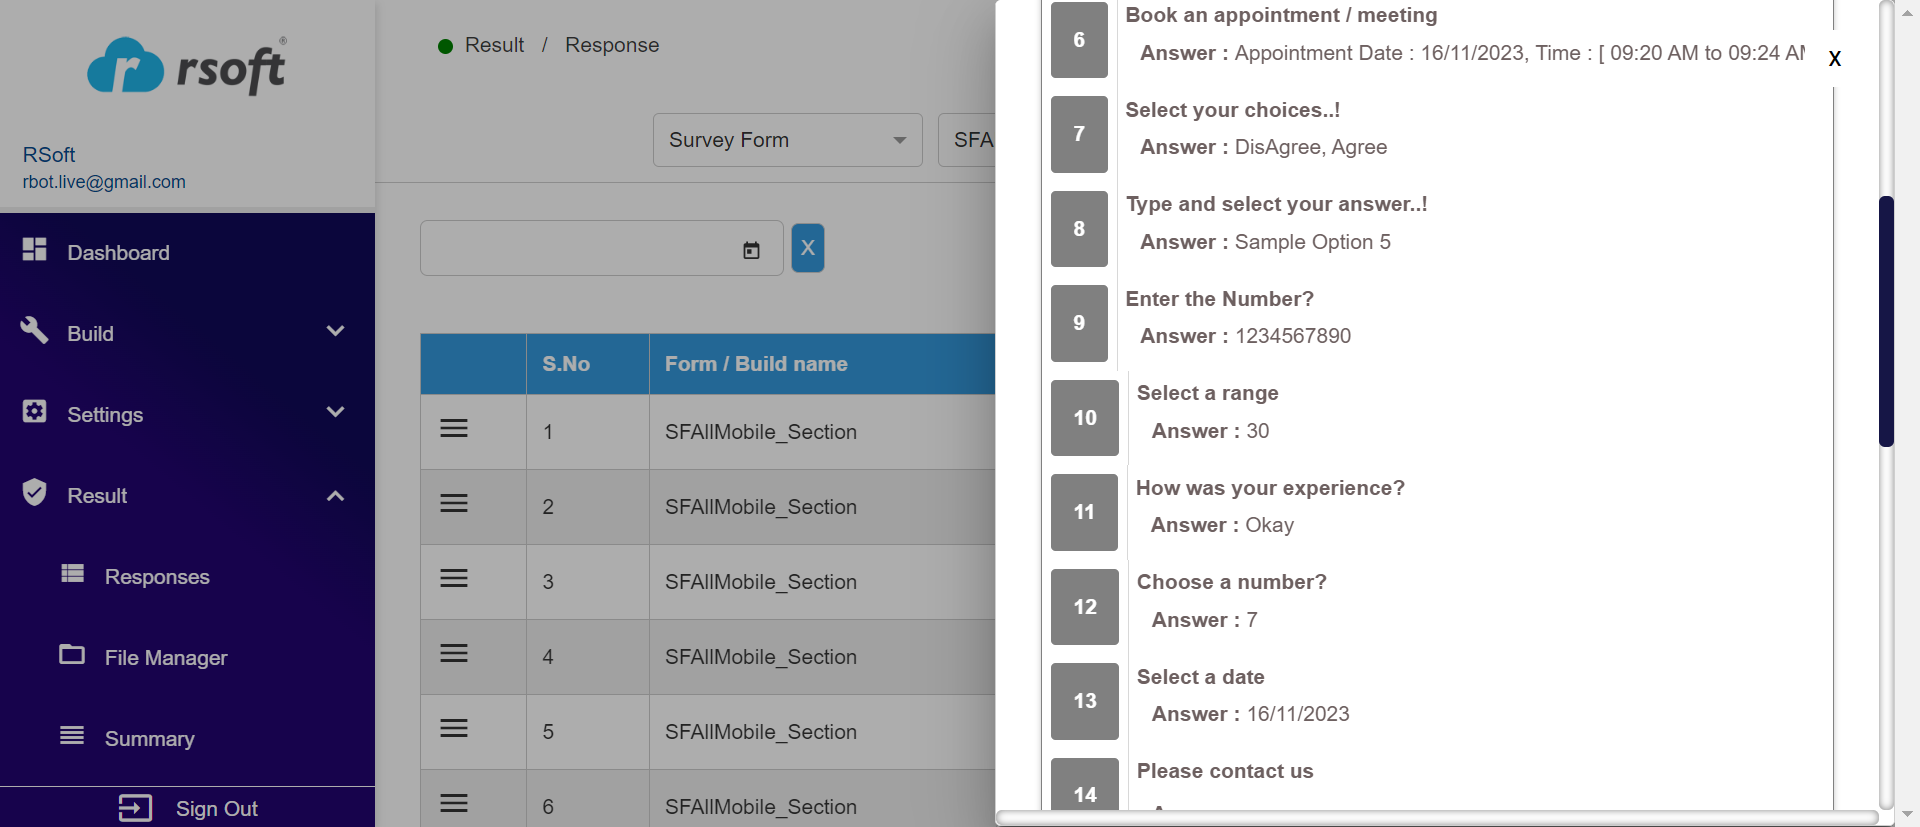 rsoft®
RSoft
rbot.live@gmail.com
Dashboard
Build
Settings
Result
Responses
File Manager
Summary
Sign Out
Result / Response
Survey Form
SFA
X
S.No Form / Build name
1 SFAllMobile_Section
2 SFAllMobile_Section
3 SFAllMobile_Section
4 SFAllMobile_Section
5 SFAllMobile_Section
6 SFAllMobile_Section
X
6 Book an appointment / meeting
Answer : Appointment Date : 16/11/2023, Time : [ 09:20 AM to 09:24 AM
7 Select your choices..!
Answer : DisAgree, Agree
8 Type and select your answer..!
Answer : Sample Option 5
9 Enter the Number?
Answer : 1234567890
10 Select a range
Answer : 30
11 How was your experience?
Answer : Okay
12 Choose a number?
Answer : 7
13 Select a date
Answer : 16/11/2023
14 Please contact us